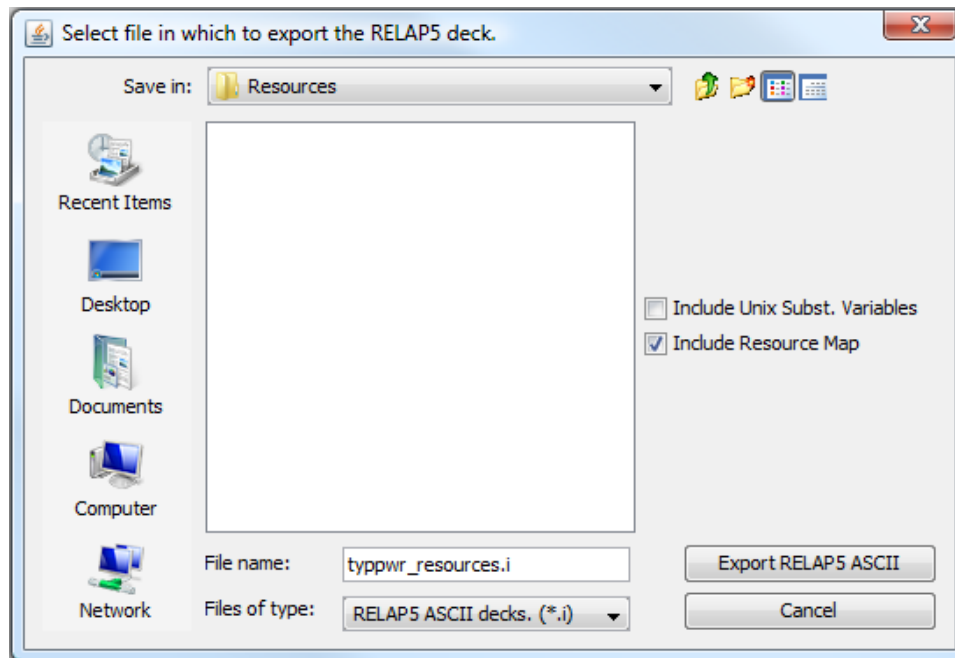 Select file in which to export the RELAP5 deck.
Save in:
Resources
Recent Items
Desktop
Documents
Computer
Network
Include Unix Subst. Variables
Include Resource Map
File name:
typpwr_resources.i
Export RELAP5 ASCII
Files of type:
RELAP5 ASCII decks. (*.i)
Cancel